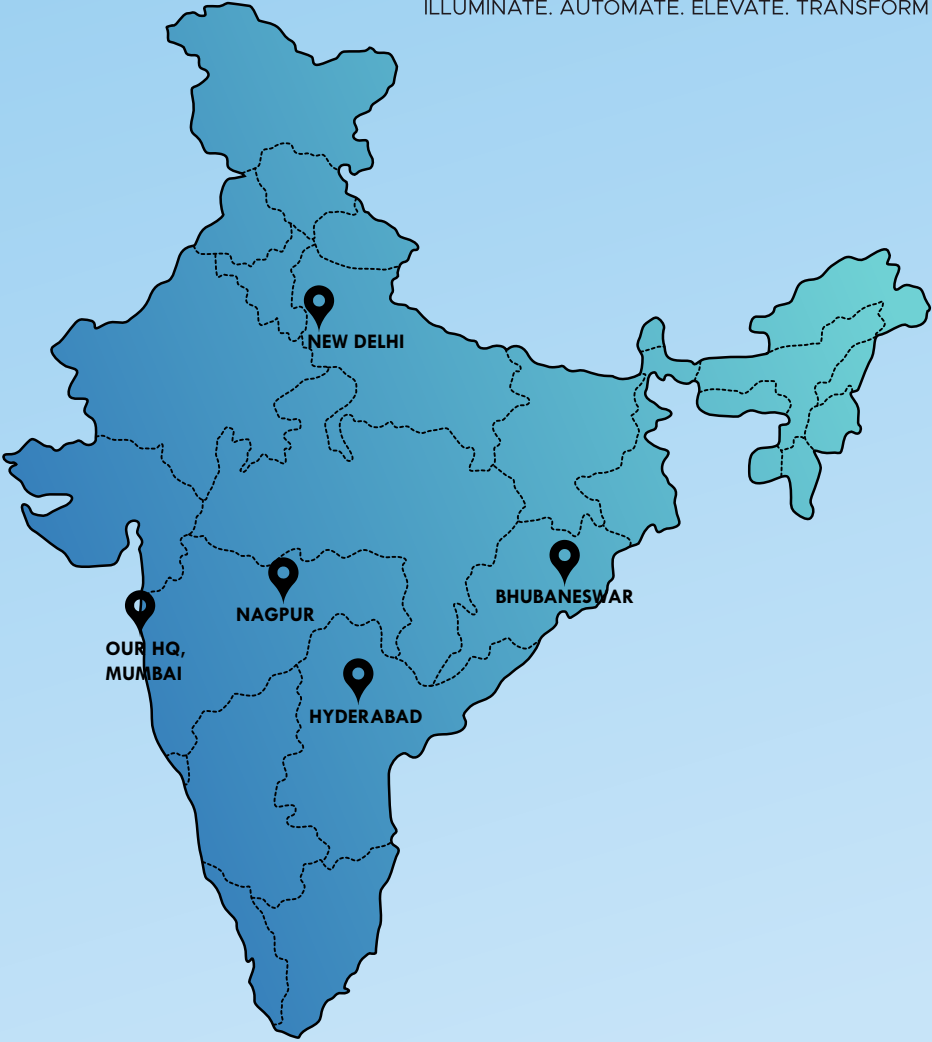 ILLUMINATE. AUTOMATE. ELEVATE. TRANSFORM
NEW DELHI
BHUBANESWAR
NAGPUR
OUR HQ,
MUMBAI
HYDERABAD